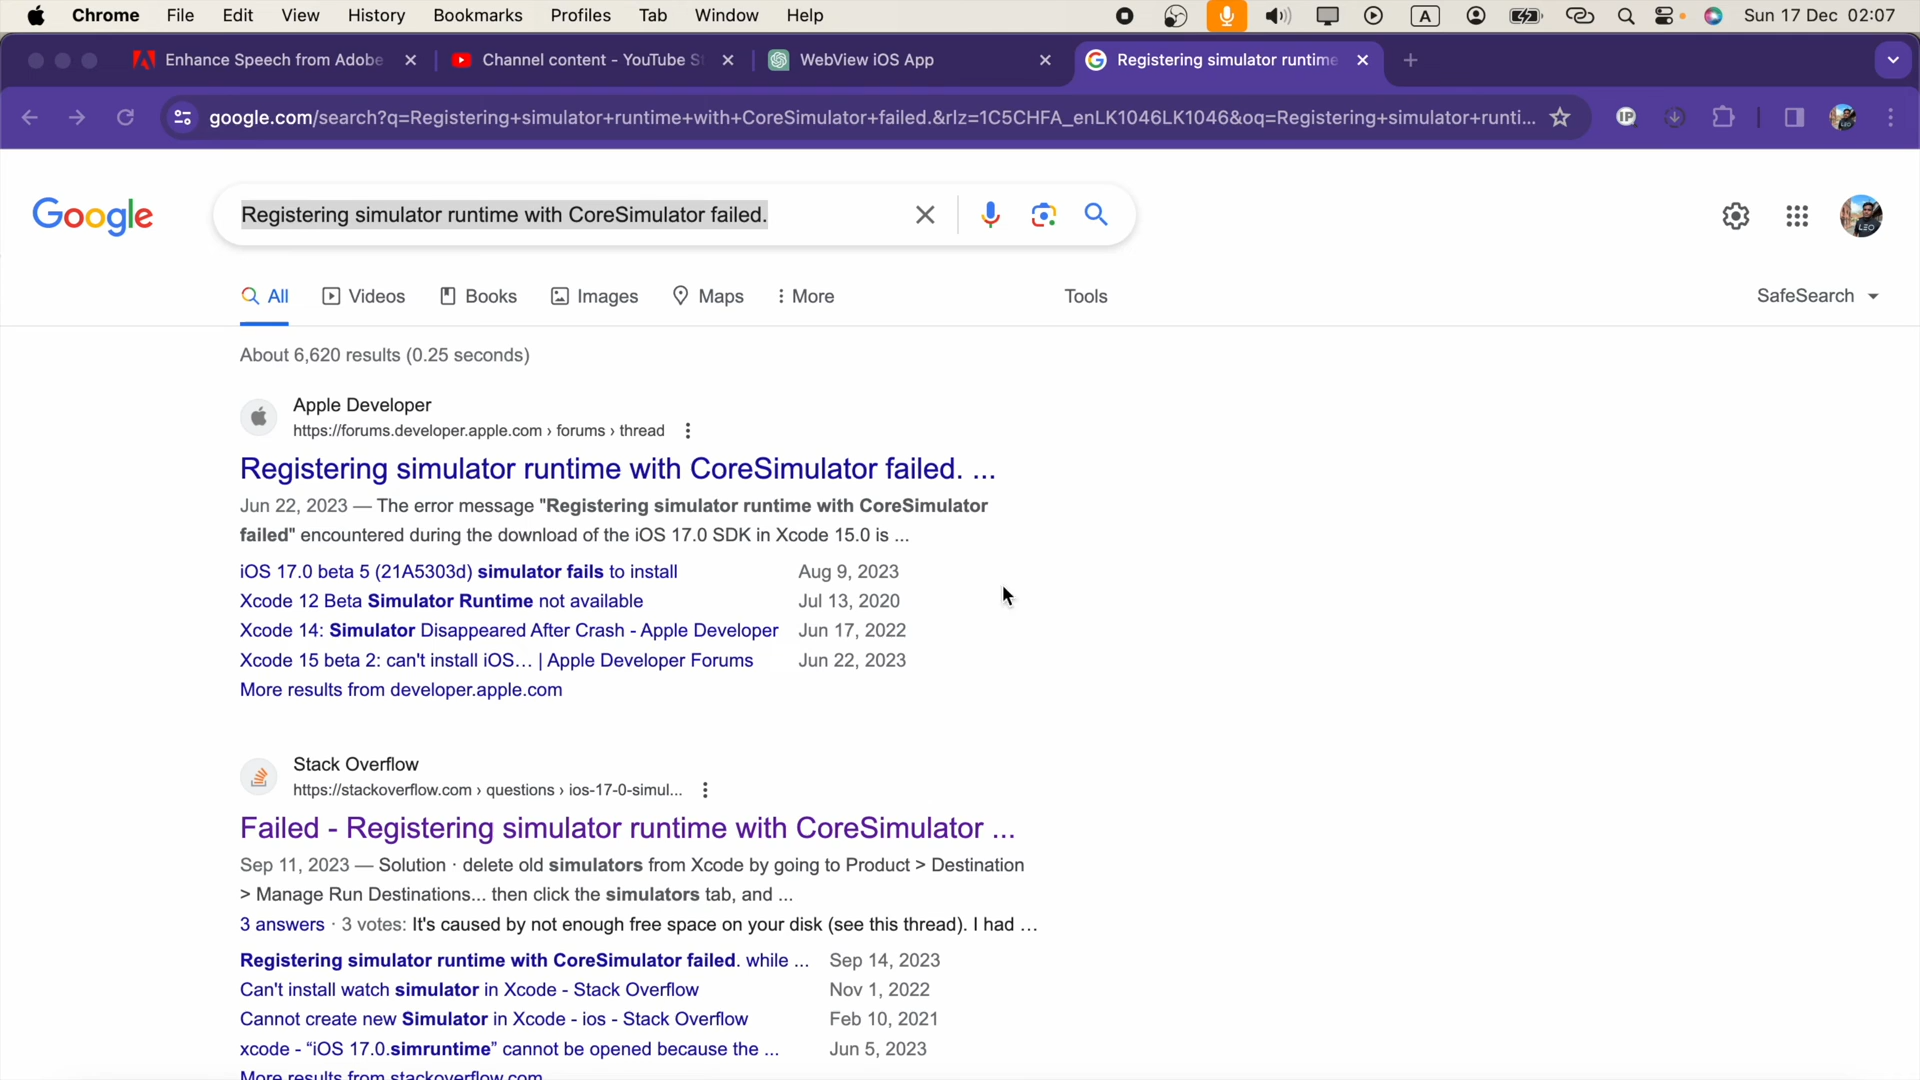 Chrome File Edit View History Bookmarks Profiles Tab Window Help A Sun 17 Dec 02:07
Enhance Speech from Adobe Channel content - YouTube S WebView iOS App Registering simulator runtime
google.com/search?q=Registering+simulator+runtime+with+CoreSimulator+failed.&rlz=1C5CHFA_enLK1046LK1046&oq=Registering+simulator+runti... IP
Google Registering simulator runtime with CoreSimulator failed. LEO
All Videos Books Images Maps More Tools SafeSearch
About 6,620 results (0.25 seconds)
Apple Developer
https://forums.developer.apple.com › forums › thread
Registering simulator runtime with CoreSimulator failed. ...
Jun 22, 2023 — The error message "Registering simulator runtime with CoreSimulator
failed" encountered during the download of the iOS 17.0 SDK in Xcode 15.0 is ...
iOS 17.0 beta 5 (21A5303d) simulator fails to install Aug 9, 2023
Xcode 12 Beta Simulator Runtime not available Jul 13, 2020
Xcode 14: Simulator Disappeared After Crash - Apple Developer Jun 17, 2022
Xcode 15 beta 2: can't install iOS... | Apple Developer Forums Jun 22, 2023
More results from developer.apple.com
Stack Overflow
https://stackoverflow.com › questions › ios-17-0-simul...
Failed - Registering simulator runtime with CoreSimulator ...
Sep 11, 2023 — Solution · delete old simulators from Xcode by going to Product > Destination
> Manage Run Destinations... then click the simulators tab, and ...
3 answers · 3 votes: It's caused by not enough free space on your disk (see this thread). I had ...
Registering simulator runtime with CoreSimulator failed. while ... Sep 14, 2023
Can't install watch simulator in Xcode - Stack Overflow Nov 1, 2022
Cannot create new Simulator in Xcode - ios - Stack Overflow Feb 10, 2021
xcode - “iOS 17.0.simruntime” cannot be opened because the ... Jun 5, 2023
More results from stackoverflow.com